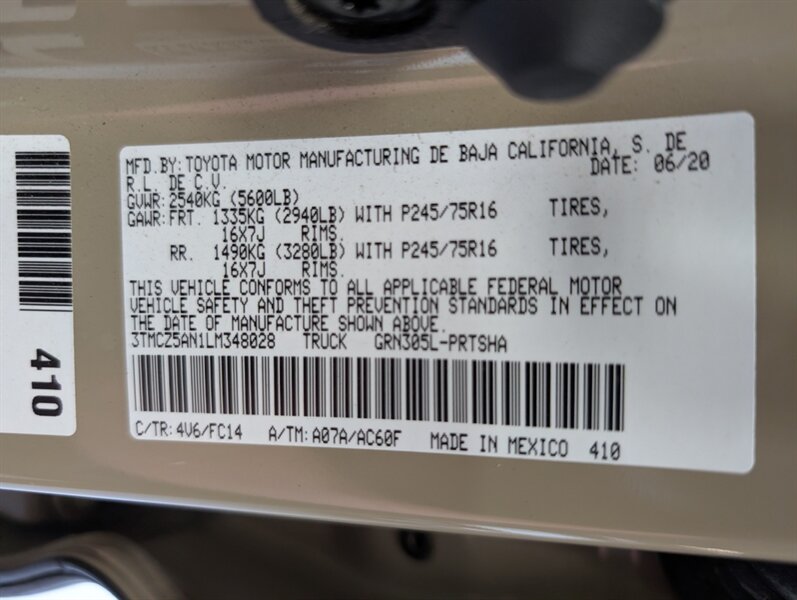 MFD.BY:TOYOTA MOTOR MANUFACTURING DE BAJA CALIFORNIA, S. DE
R.L. DE C.V. DATE: 06/20
GVWR:2540KG (5600LB)
GAWR:FRT. 1335KG (2940LB) WITH P245/75R16 TIRES,
16X7J RIMS.
RR. 1490KG (3280LB) WITH P245/75R16 TIRES,
16X7J RIMS.
THIS VEHICLE CONFORMS TO ALL APPLICABLE FEDERAL MOTOR
VEHICLE SAFETY AND THEFT PREVENTION STANDARDS IN EFFECT ON
THE DATE OF MANUFACTURE SHOWN ABOVE.
3TMCZ5AN1LM348028 TRUCK GRN305L-PRTSHA
C/TR:4V6/FC14 A/TM:A07A/AC60F MADE IN MEXICO 410
410